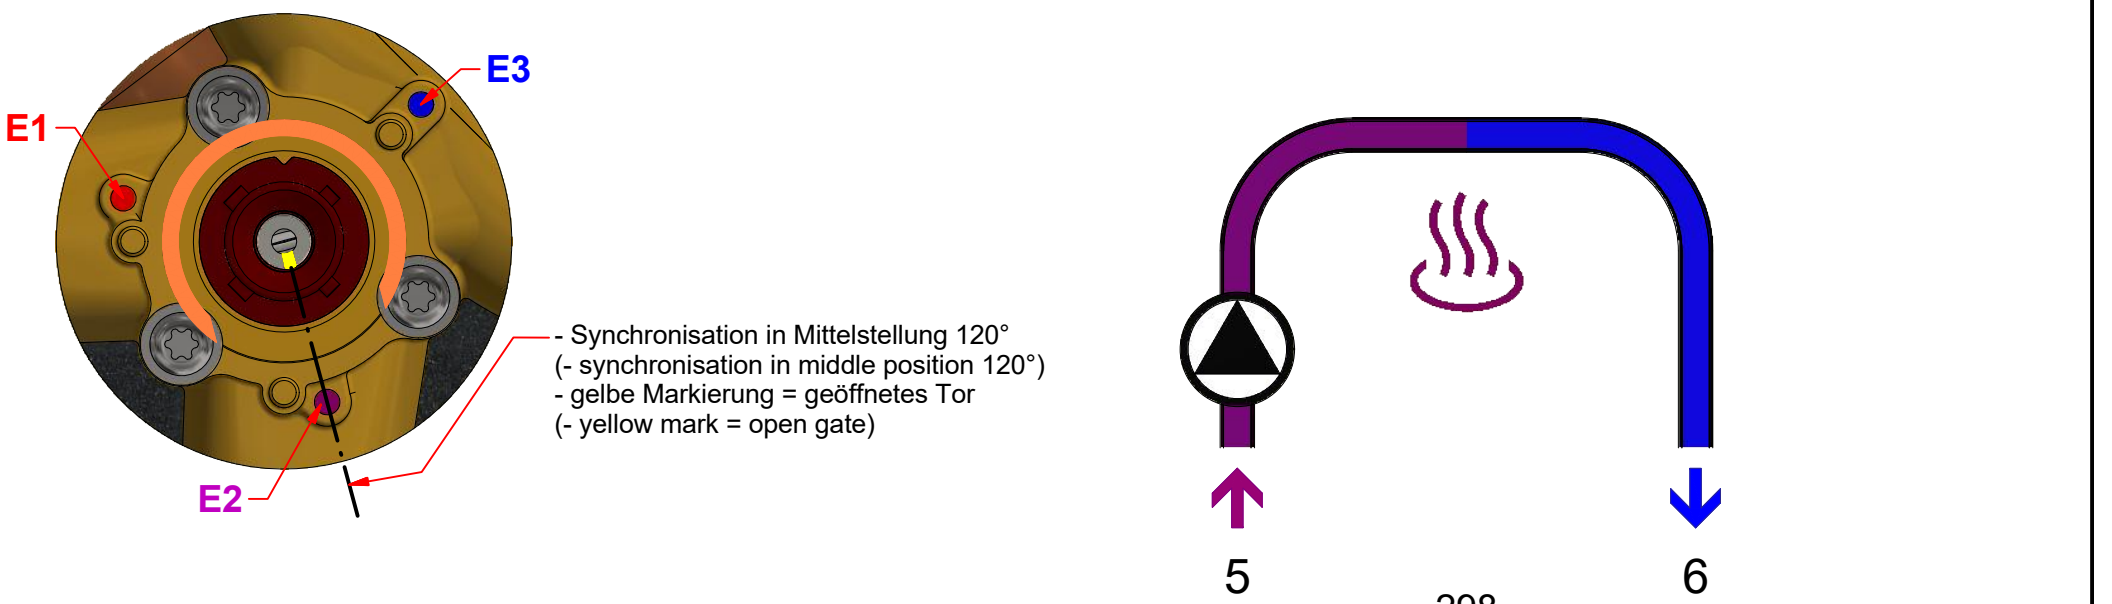 E3
E1
- Synchronisation in Mittelstellung 120°
(- synchronisation in middle position 120°)
- gelbe Markierung = geöffnetes Tor
(- yellow mark = open gate)
E2
5
6